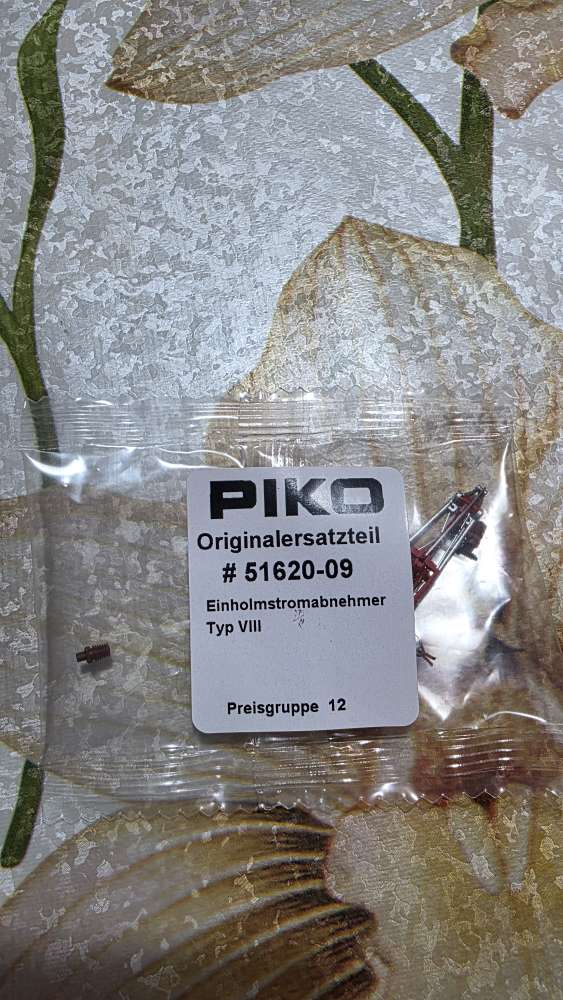 PIKO
Originalersatzteil
# 51620-09
Einholmstromabnehmer
Typ VIII
Preisgruppe 12